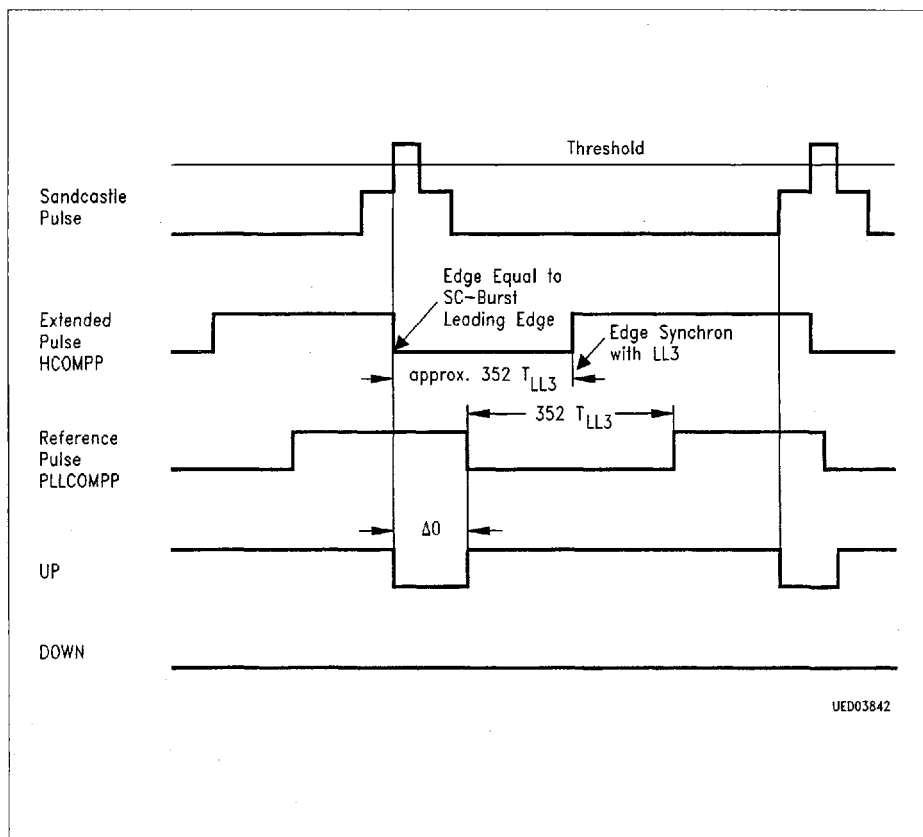 Threshold
Sandcastle
Pulse
Edge Equal to
SC-Burst
Leading Edge
Extended
Pulse
HCOMPP
Edge Synchron
with LL3
approx. 352 T_LL3
352 T_LL3
Reference
Pulse
PLLCOMPP
Δ0
UP
DOWN
UED03842